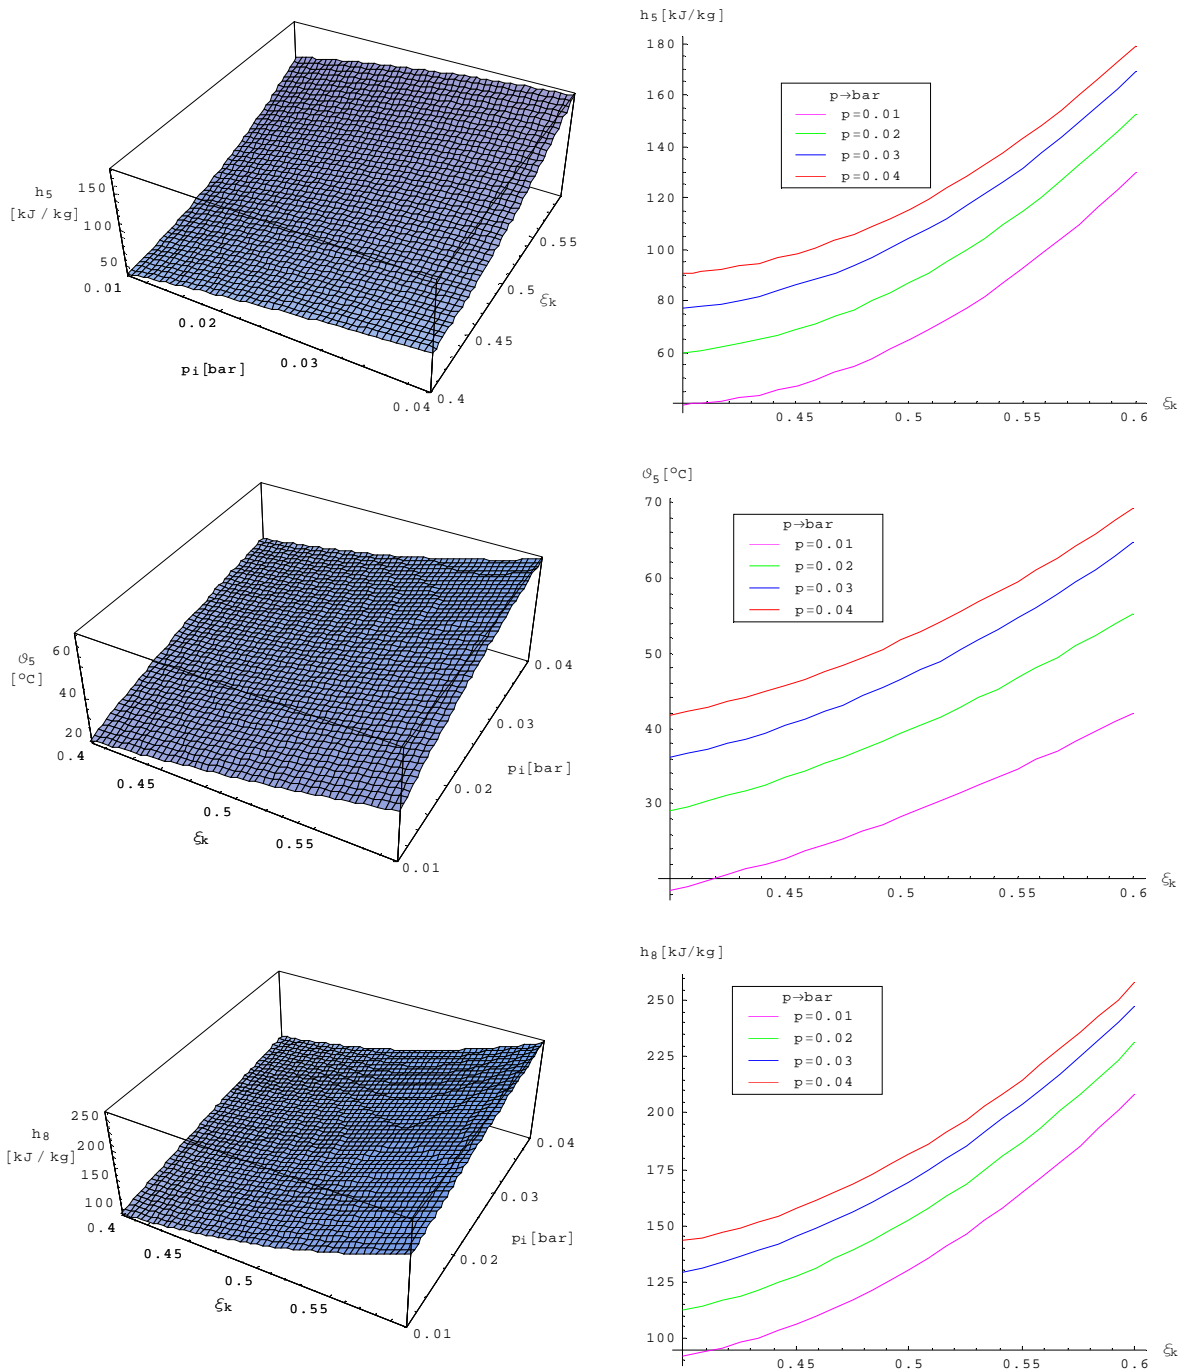 h5
[kJ/kg]
150
100
50
0.01
0.02
0.03
0.04
pi[bar]
0.4
0.45
0.5
0.55
ξk
h5[kJ/kg]
180
160
140
120
100
80
60
p→bar
p=0.01
p=0.02
p=0.03
p=0.04
0.45
0.5
0.55
0.6
ξk
ϑ5
[°C]
60
40
20
0.4
0.45
0.5
0.55
ξk
0.01
0.02
0.03
0.04
pi[bar]
ϑ5[°C]
70
60
50
40
30
p→bar
p=0.01
p=0.02
p=0.03
p=0.04
0.45
0.5
0.55
0.6
ξk
h8
[kJ/kg]
250
200
150
100
0.4
0.45
0.5
0.55
ξk
0.01
0.02
0.03
0.04
pi[bar]
h8[kJ/kg]
250
225
200
175
150
125
100
p→bar
p=0.01
p=0.02
p=0.03
p=0.04
0.45
0.5
0.55
0.6
ξk